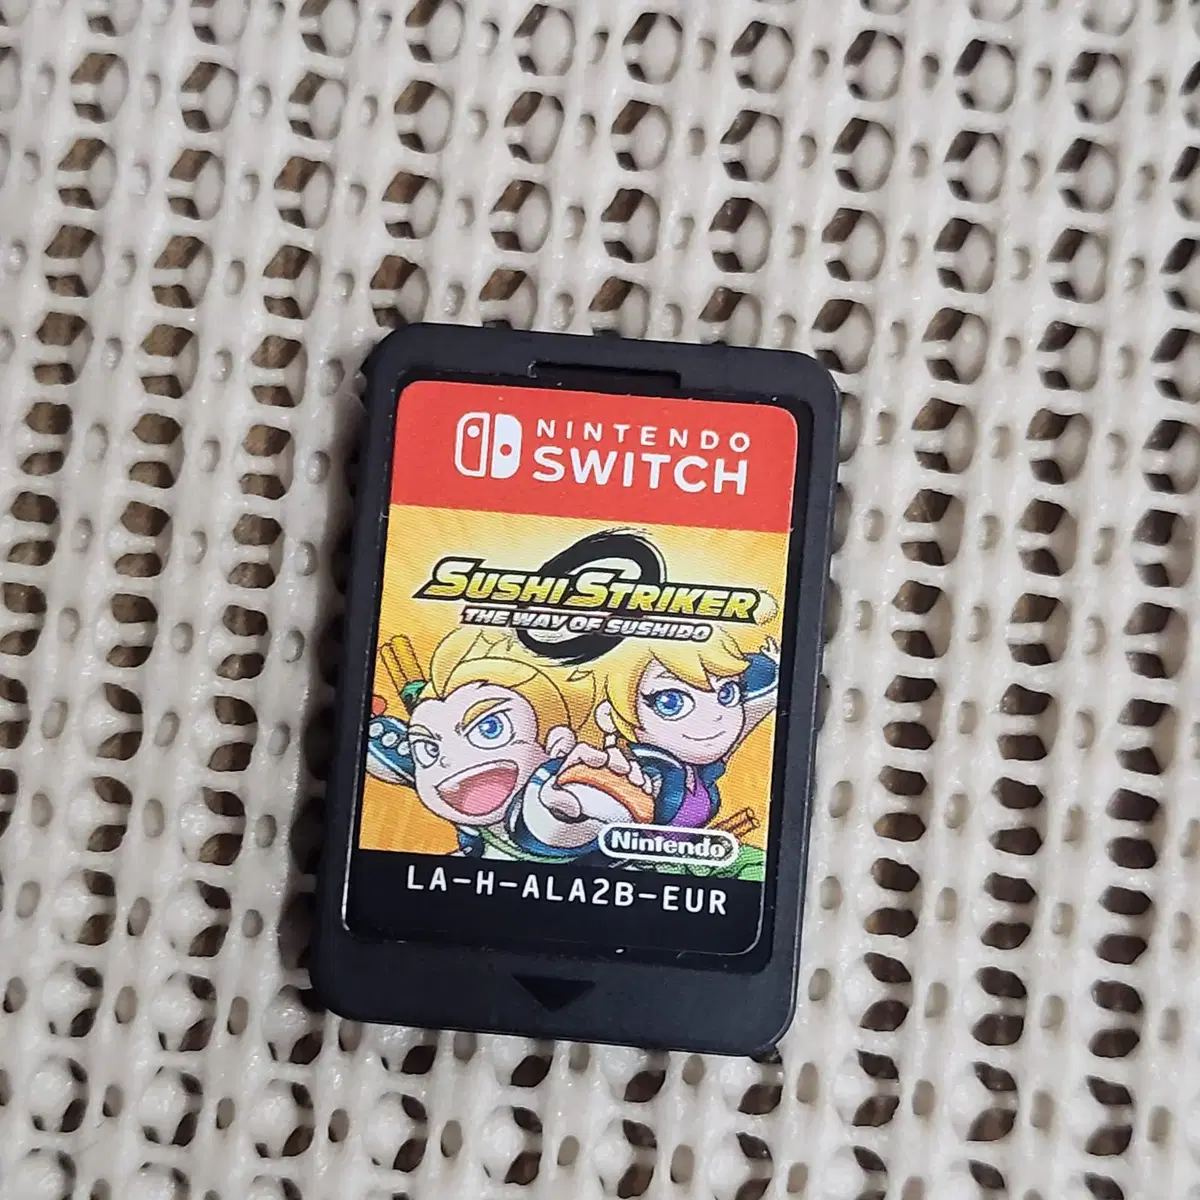 NINTENDO
SWITCH
SUSHI STRIKER
THE WAY OF SUSHIDO
Nintendo
LA-H-ALA2B-EUR